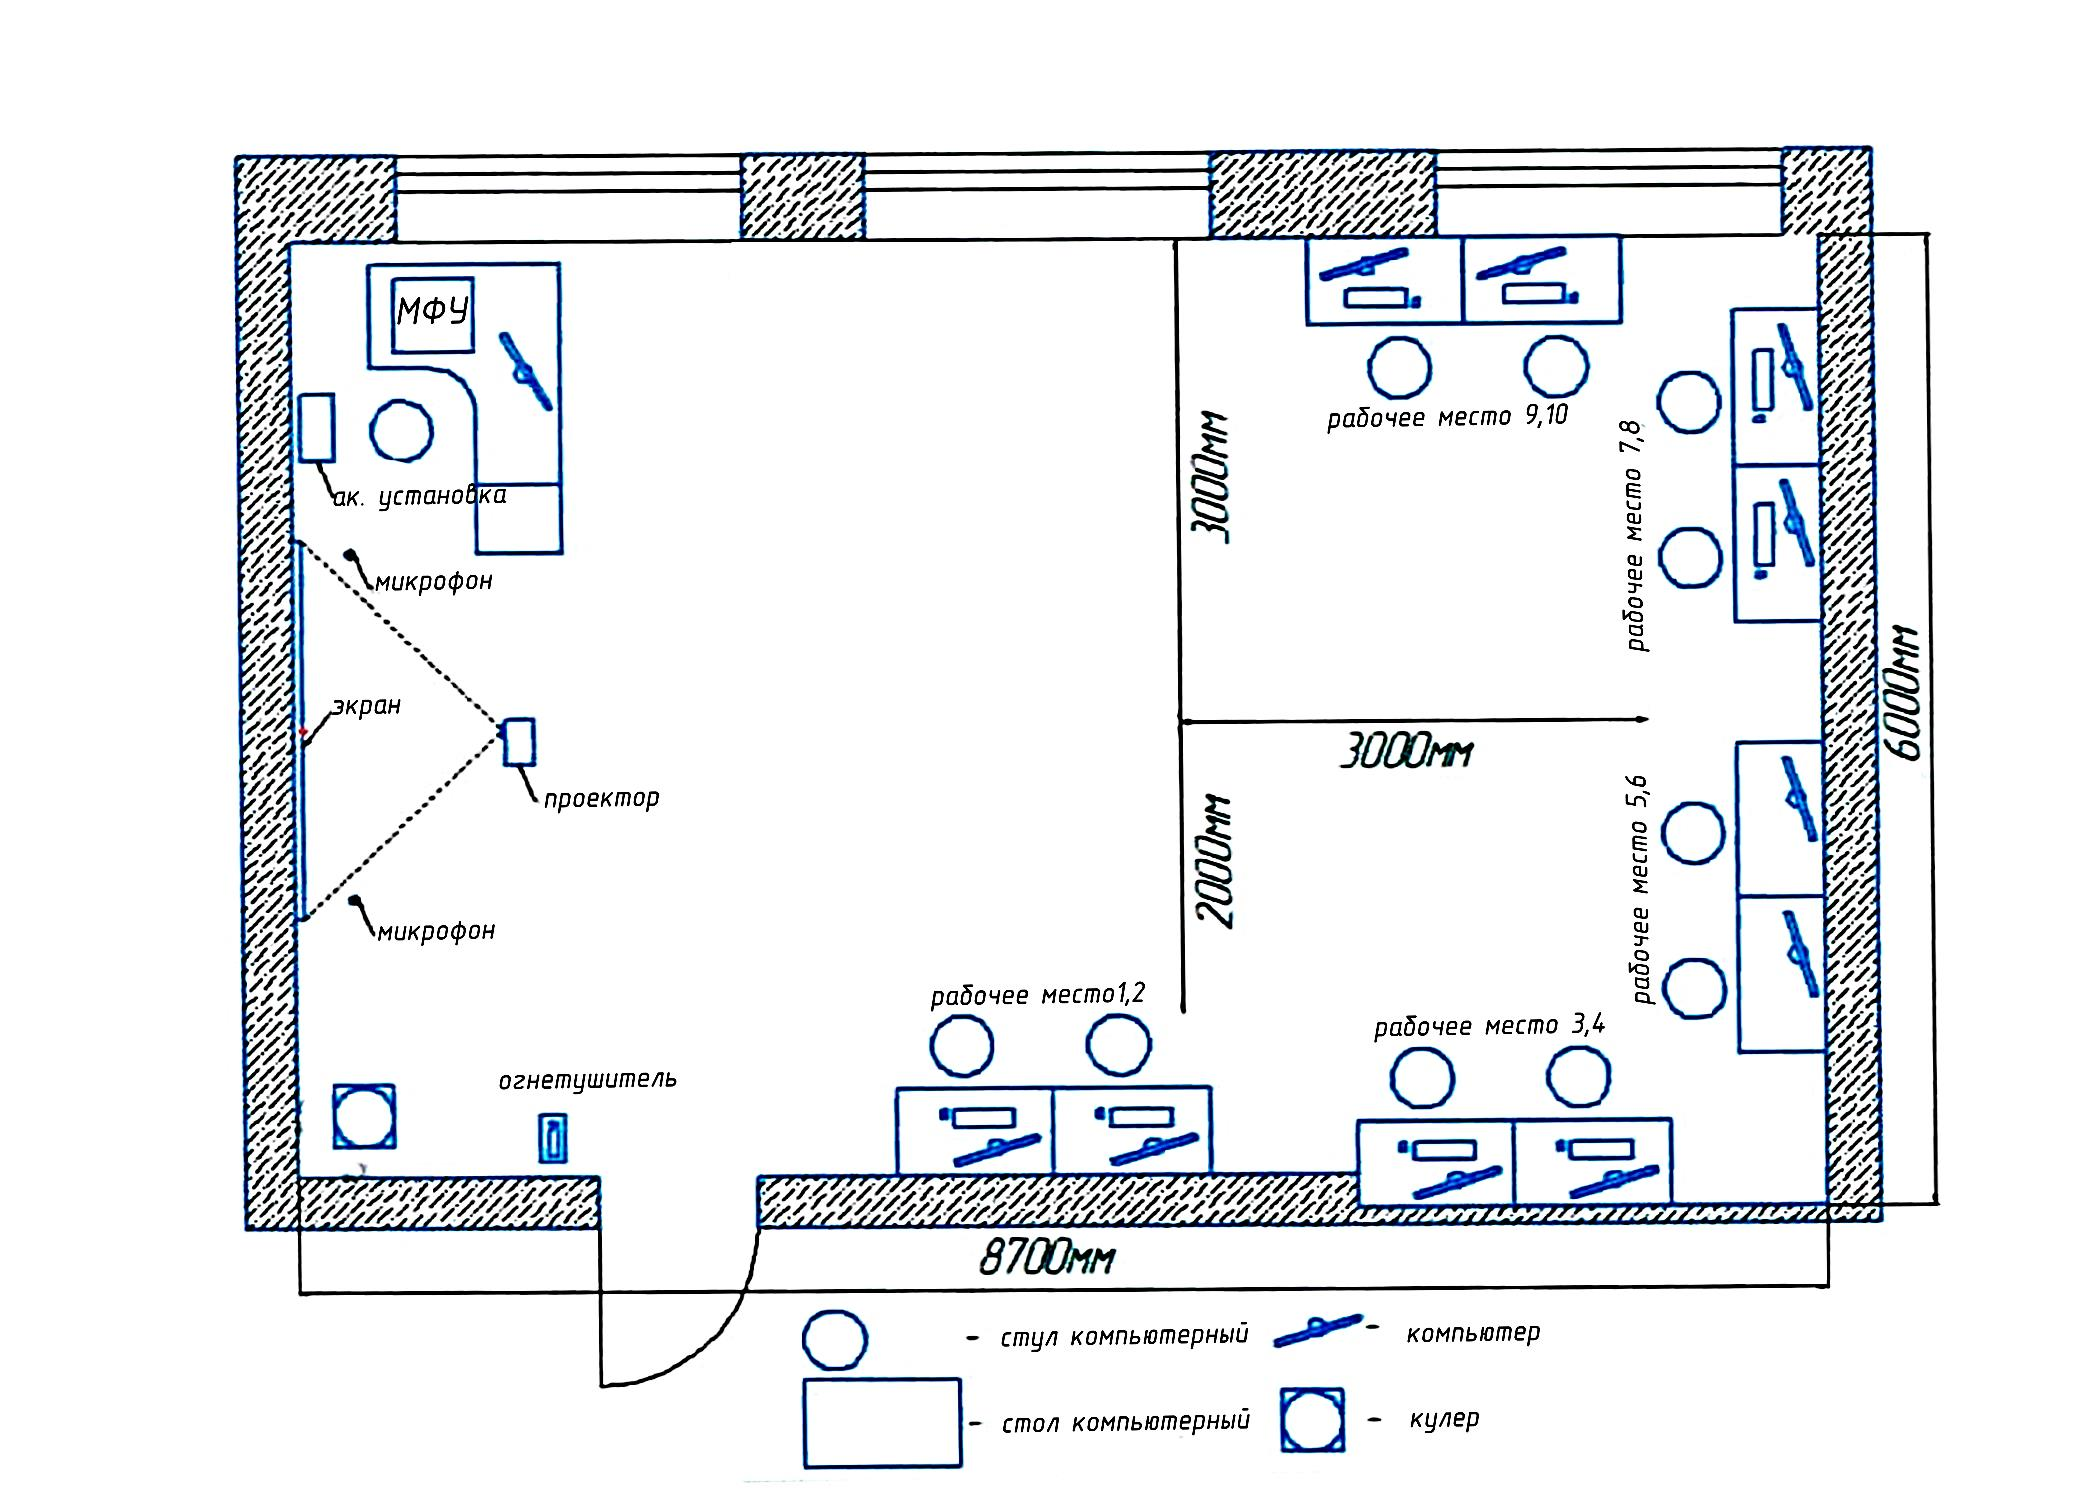 МФУ
ак. установка
микрофон
экран
проектор
микрофон
огнетушитель
3000мм
рабочее место 9,10
рабочее место 7,8
3000мм
6000мм
2000мм
рабочее место 5,6
рабочее место1,2
рабочее место 3,4
8700мм
- стул компьютерный
- компьютер
- стол компьютерный
- кулер